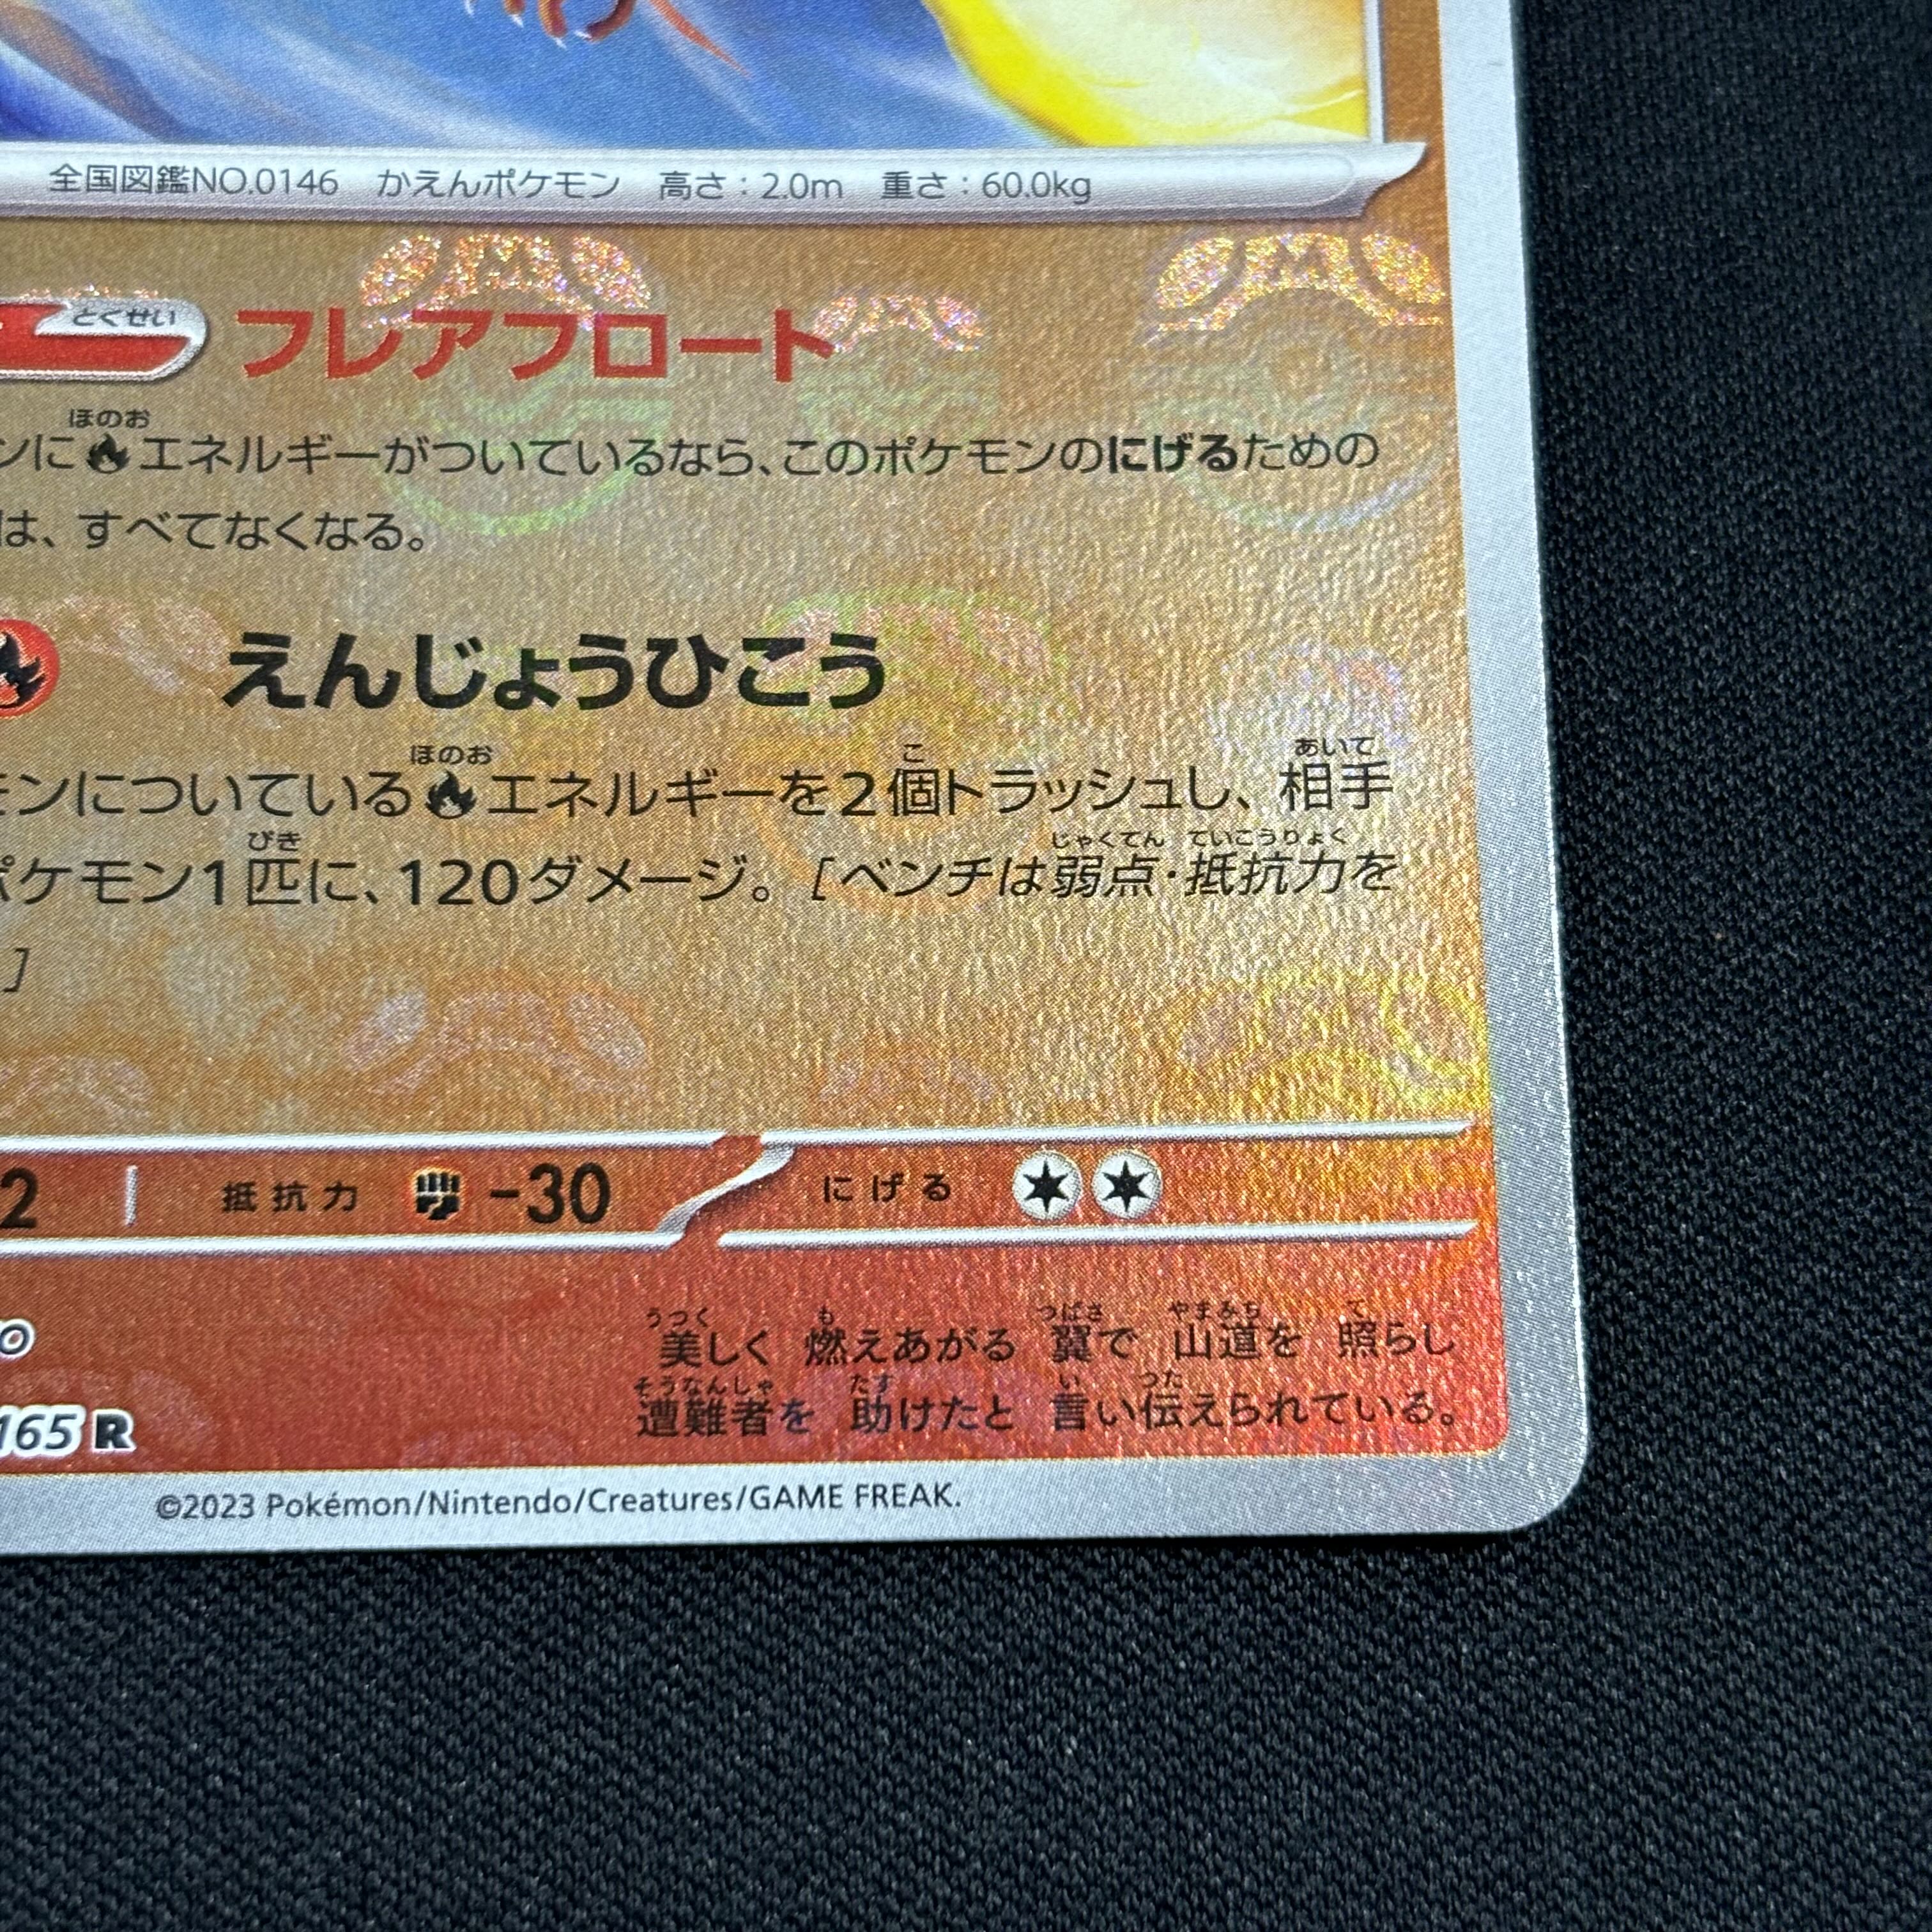 全国図鑑NO.0146 かえんポケモン 高さ：2.0m 重さ：60.0kg
とくせい フレアフロート
ほのお
ンにエネルギーがついているなら、このポケモンのにげるための
は、すべてなくなる。
えんじょうひこう
ほのお こ あいて
モンについているエネルギーを2個トラッシュし、相手
びき じゃくてん ていこうりょく
ポケモン1匹に、120ダメージ。［ベンチは弱点・抵抗力を
］
2 抵抗力 -30 にげる
うつく も つばさ やまみち て
美しく 燃えあがる 翼で 山道を 照らし
そうなんしゃ たす い つた
遭難者を 助けたと 言い伝えられている。
165 R
©2023 Pokémon/Nintendo/Creatures/GAME FREAK.